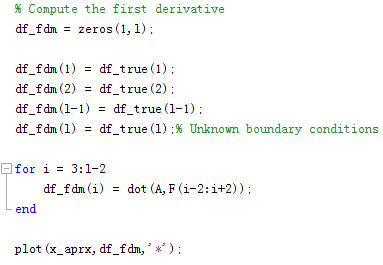 % Compute the first derivative
df_fdm = zeros(1,l);
df_fdm(1) = df_true(1);
df_fdm(2) = df_true(2);
df_fdm(l-1) = df_true(l-1);
df_fdm(l) = df_true(l);% Unknown boundary conditions
for i = 3:l-2
df_fdm(i) = dot(A,F(i-2:i+2));
end
plot(x_aprx,df_fdm,'*');